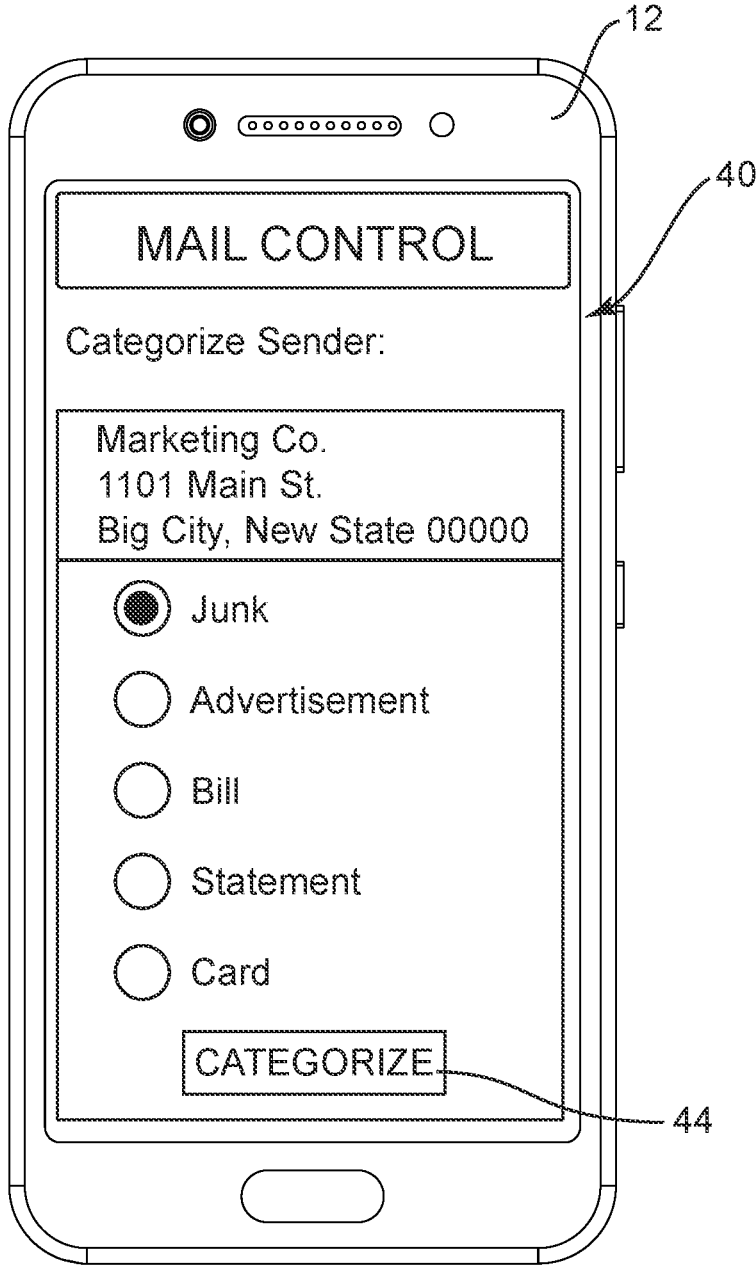 12
40
MAIL CONTROL
Categorize Sender:
Marketing Co.
1101 Main St.
Big City, New State 00000
Junk
Advertisement
Bill
Statement
Card
CATEGORIZE
44